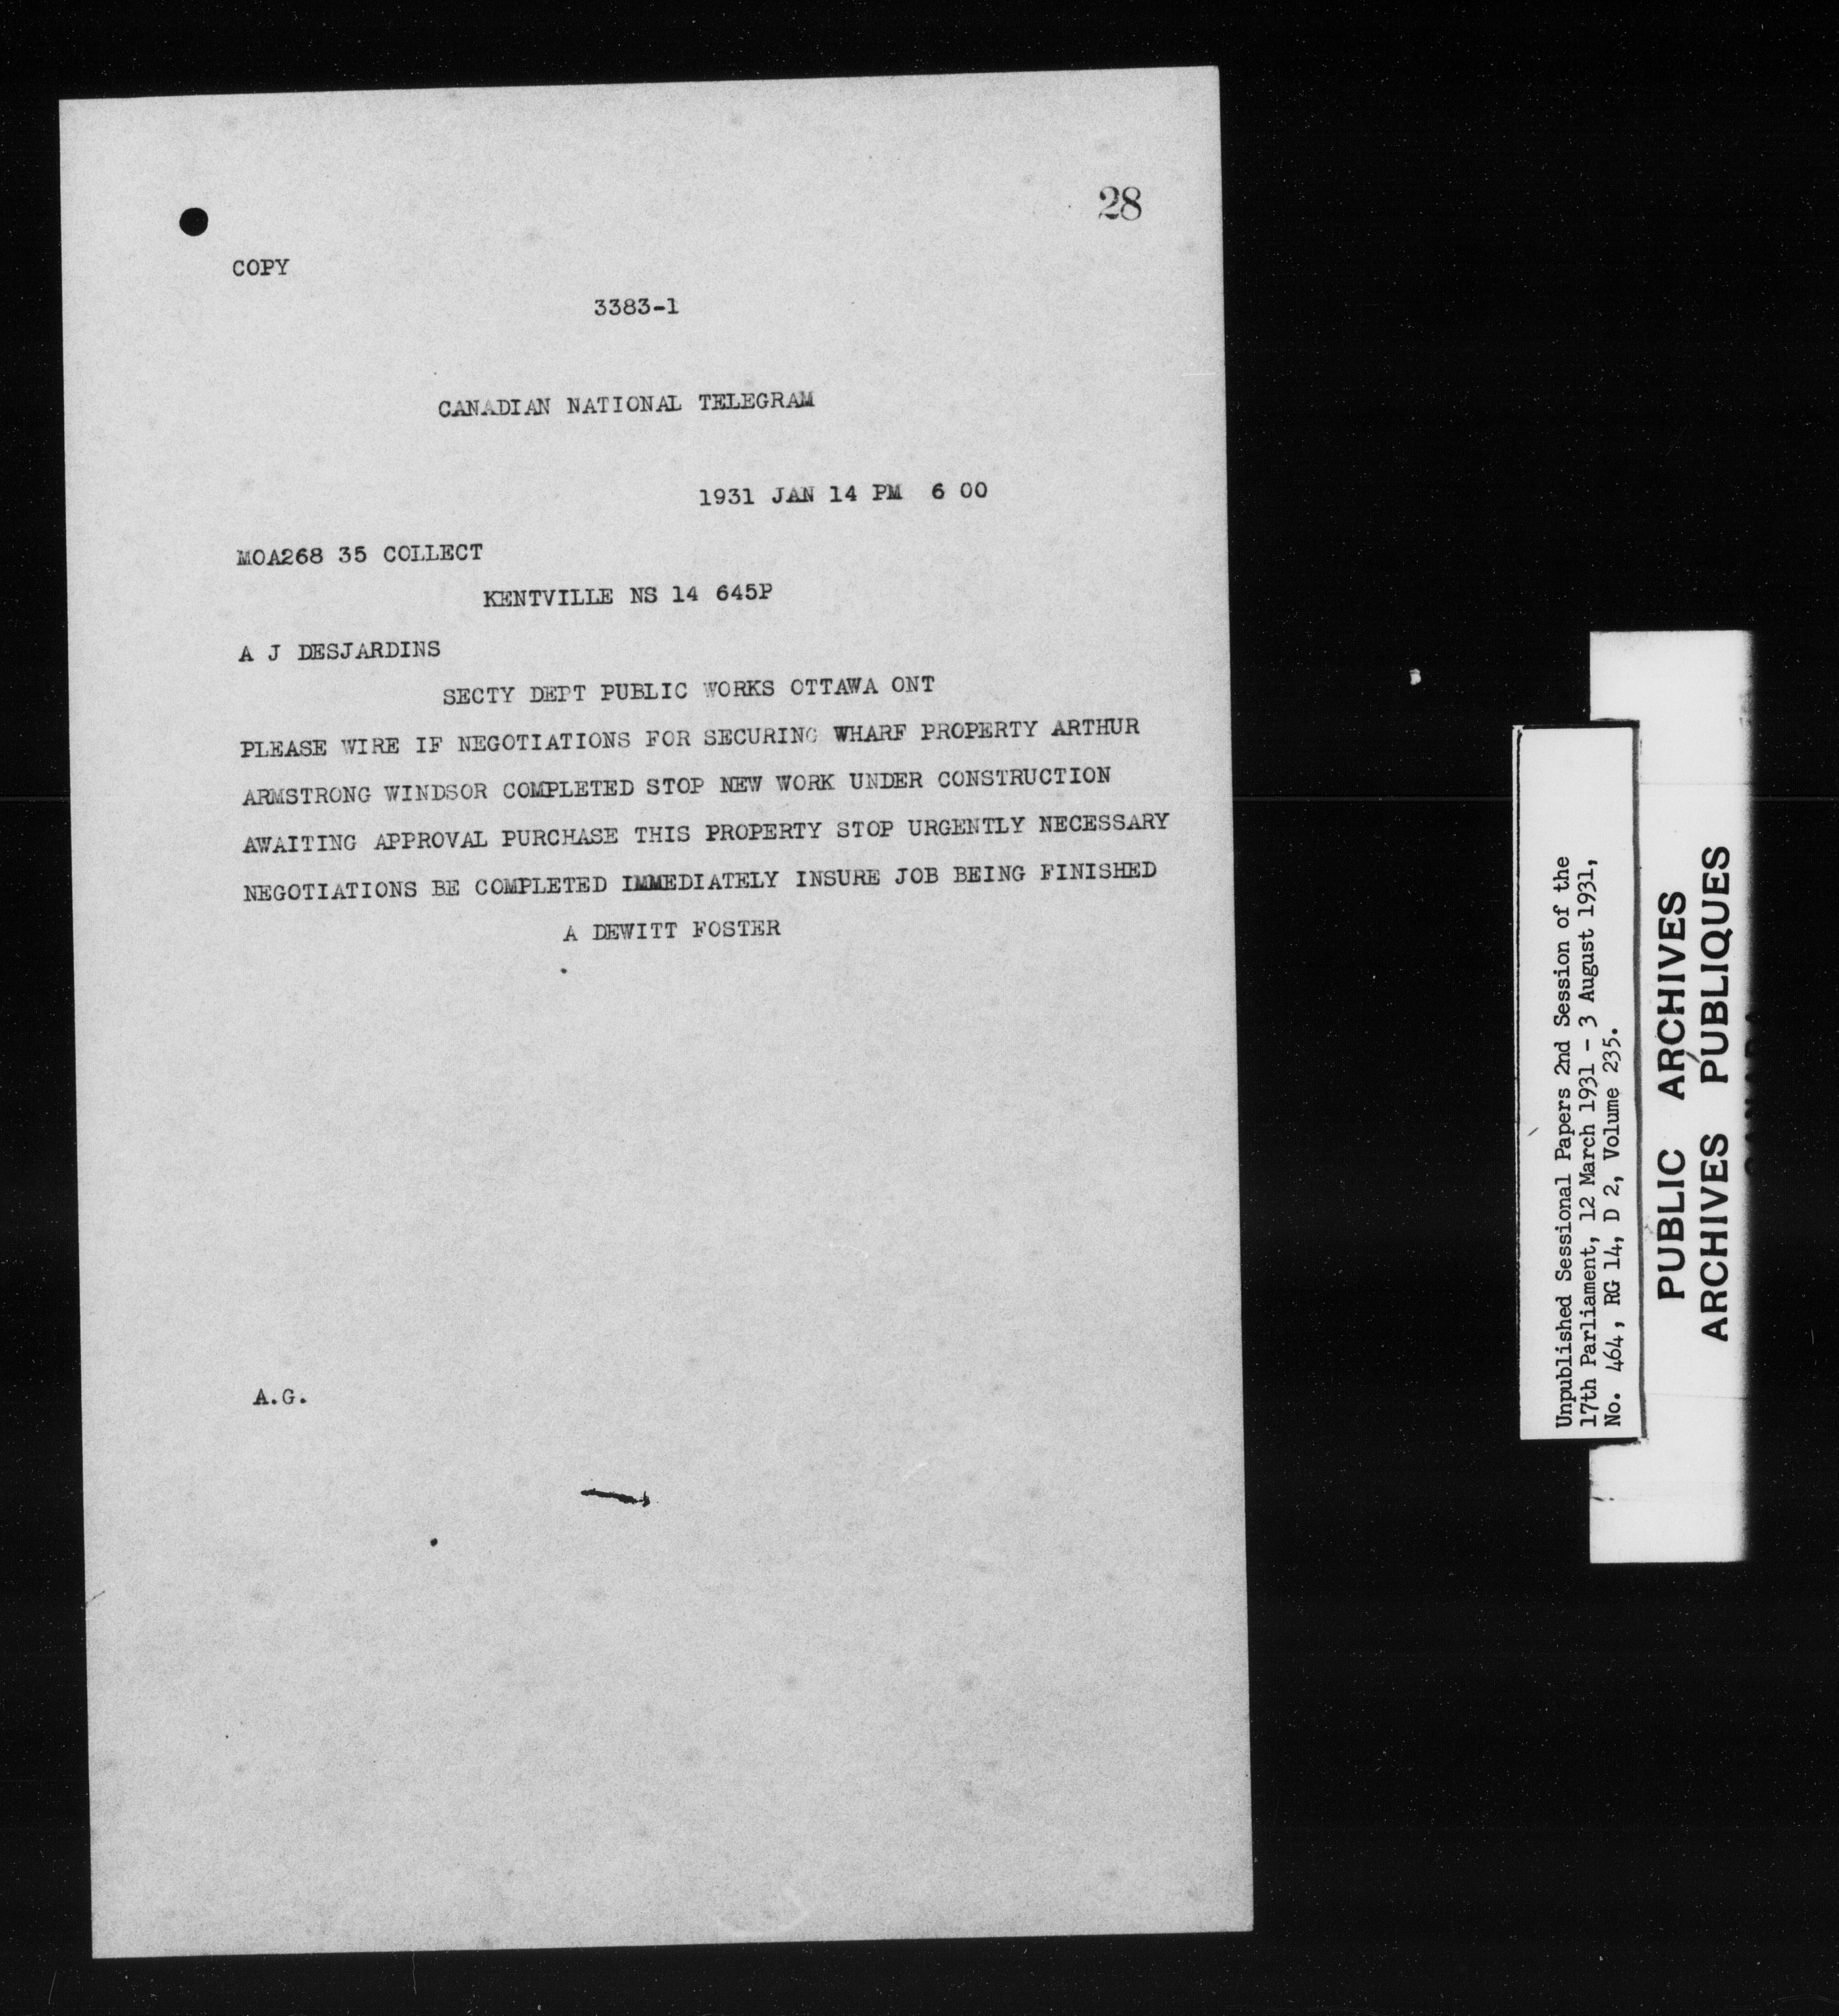 28
COPY
3383-1
CANADIAN NATIONAL TELEGRAM
1931 JAN 14 PM 6 00
MOA268 35 COLLECT
KENTVILLE NS 14 645P
A J DESJARDINS
SECTY DEPT PUBLIC WORKS OTTAWA ONT
PLEASE WIRE IF NEGOTIATIONS FOR SECURING WHARF PROPERTY ARTHUR
ARMSTRONG WINDSOR COMPLETED STOP NEW WORK UNDER CONSTRUCTION
AWAITING APPROVAL PURCHASE THIS PROPERTY STOP URGENTLY NECESSARY
NEGOTIATIONS BE COMPLETED IMMEDIATELY INSURE JOB BEING FINISHED
A DEWITT FOSTER
A.G.
Unpublished Sessional Papers 2nd Session of the
17th Parliament, 12 March 1931 - 3 August 1931,
No. 464, RG 14, D 2, Volume 235.
PUBLIC ARCHIVES
ARCHIVES PUBLIQUES